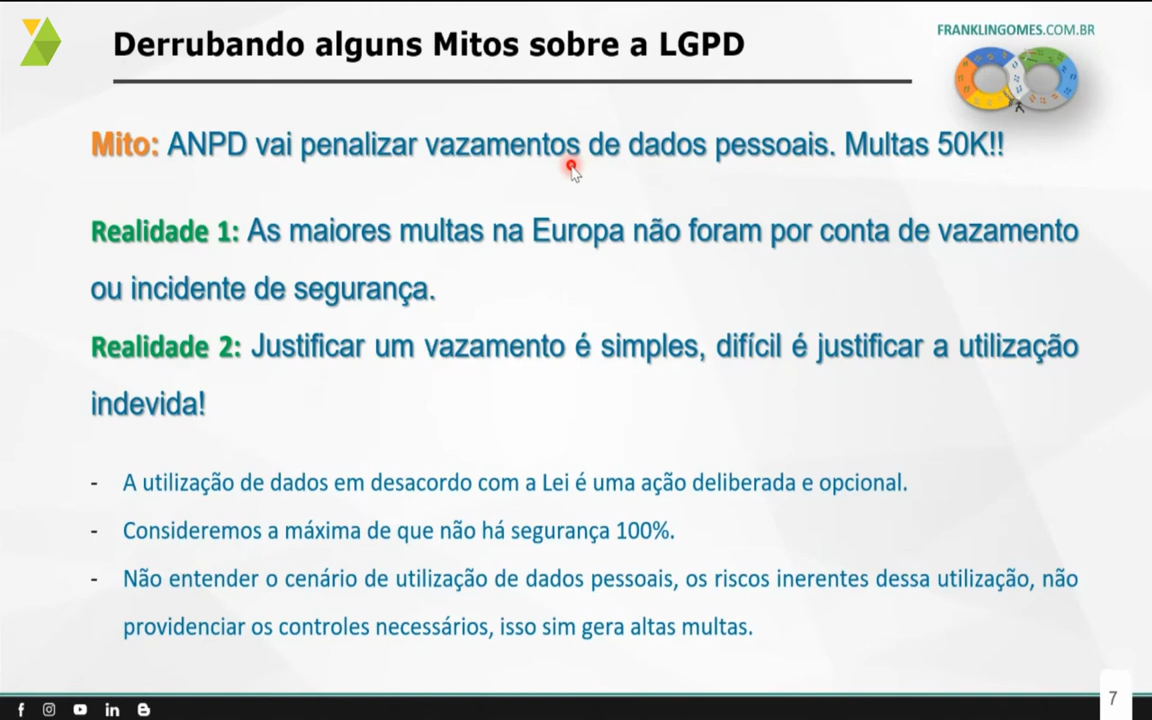 Derrubando alguns Mitos sobre a LGPD
FRANKLINGOMES.COM.BR
Mito: ANPD vai penalizar vazamentos de dados pessoais. Multas 50K!!
Realidade 1: As maiores multas na Europa não foram por conta de vazamento
ou incidente de segurança.
Realidade 2: Justificar um vazamento é simples, difícil é justificar a utilização
indevida!
- A utilização de dados em desacordo com a Lei é uma ação deliberada e opcional.
- Consideremos a máxima de que não há segurança 100%.
- Não entender o cenário de utilização de dados pessoais, os riscos inerentes dessa utilização, não
providenciar os controles necessários, isso sim gera altas multas.
7